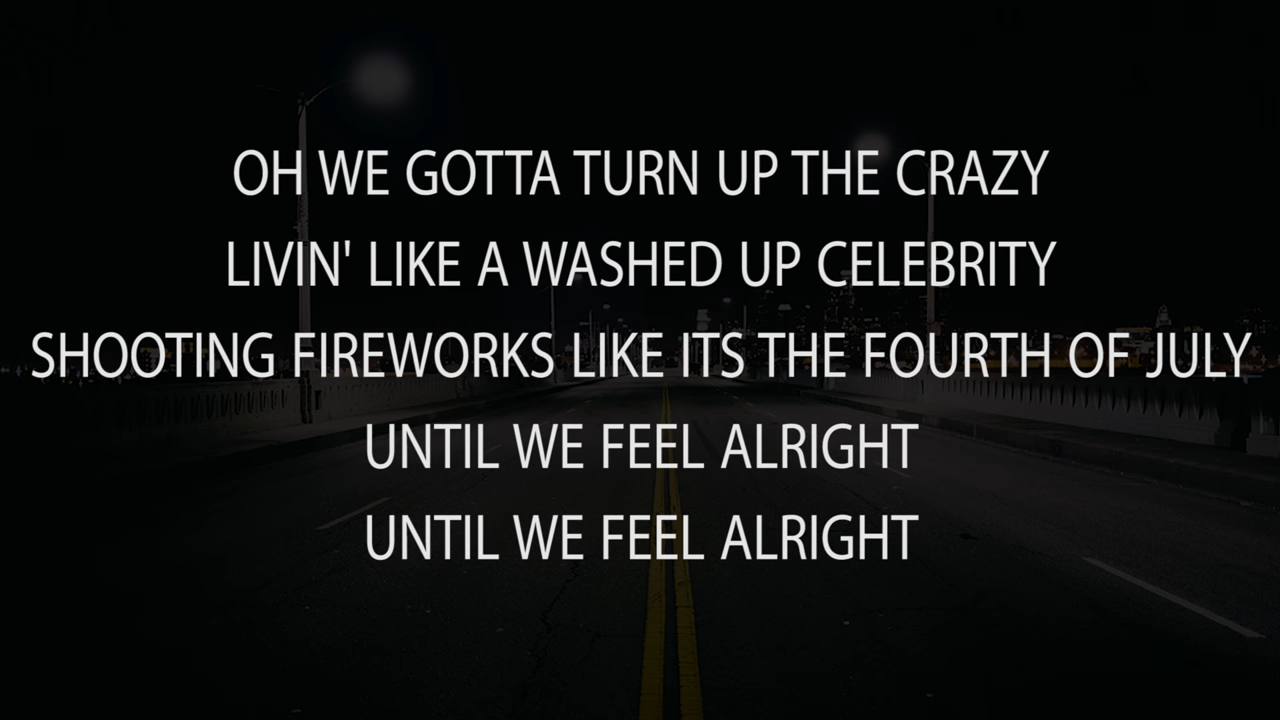 OH WE GOTTA TURN UP THE CRAZY
LIVIN' LIKE A WASHED UP CELEBRITY
SHOOTING FIREWORKS LIKE ITS THE FOURTH OF JULY
UNTIL WE FEEL ALRIGHT
UNTIL WE FEEL ALRIGHT